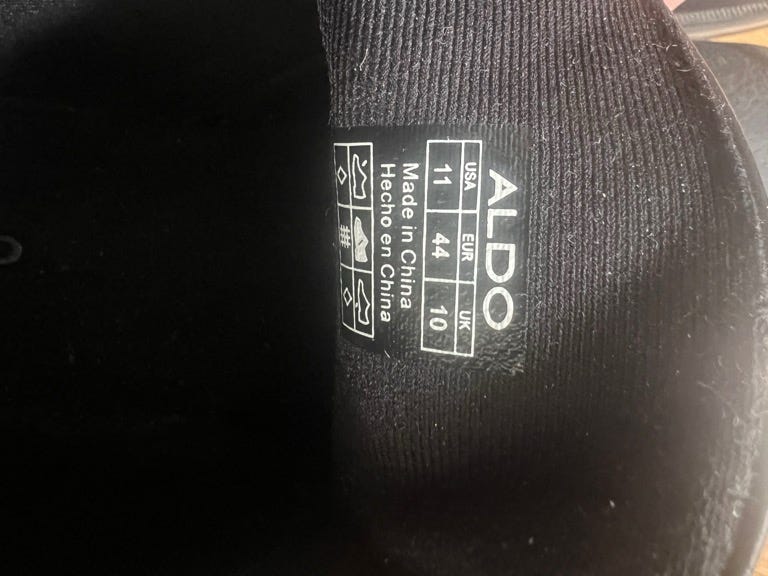 ALDO
USA EUR UK
11 44 10
Made in China
Hecho en China